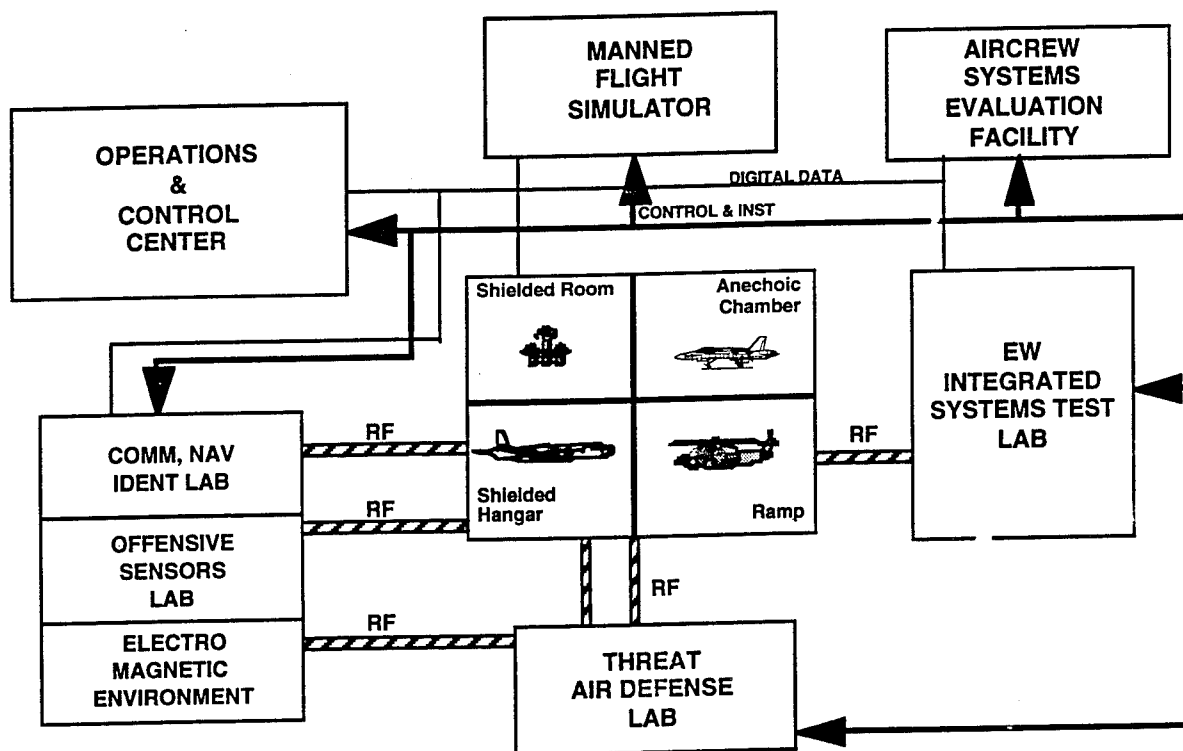 MANNED
FLIGHT
SIMULATOR
AIRCREW
SYSTEMS
EVALUATION
FACILITY
OPERATIONS
&
CONTROL
CENTER
DIGITAL DATA
CONTROL & INST
Shielded Room
Anechoic
Chamber
EW
INTEGRATED
SYSTEMS TEST
LAB
COMM, NAV
IDENT LAB
RF
RF
Shielded
Hangar
Ramp
RF
OFFENSIVE
SENSORS
LAB
RF
ELECTRO
MAGNETIC
ENVIRONMENT
RF
THREAT
AIR DEFENSE
LAB